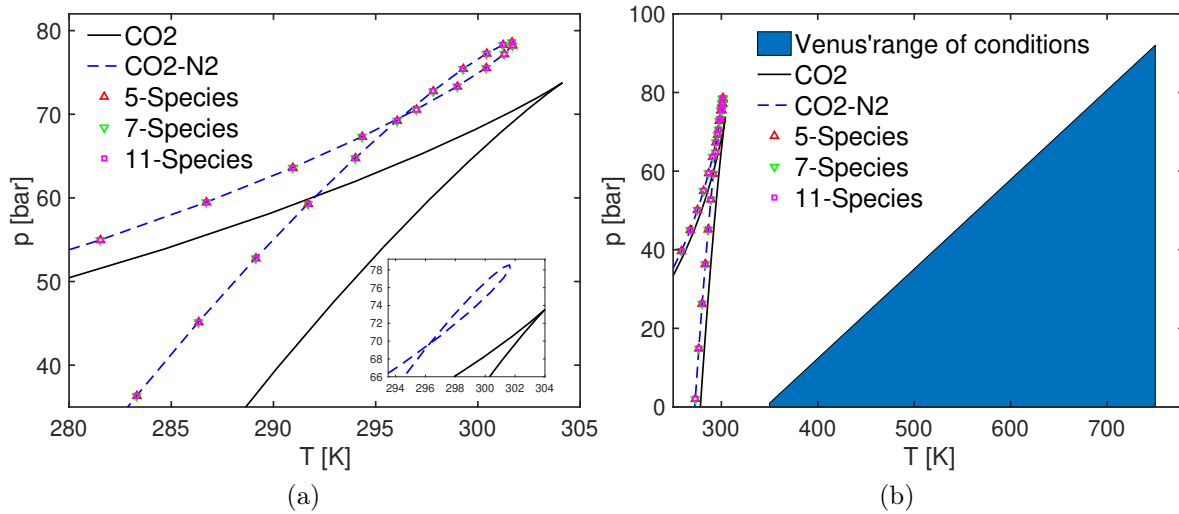 80
70
60
50
40
p [bar]
280
285
290
295
300
305
T [K]
CO2
CO2-N2
5-Species
7-Species
11-Species
78
76
74
72
70
68
66
294
296
298
300
302
304
(a)
100
80
60
40
20
0
p [bar]
300
400
500
600
700
T [K]
Venus'range of conditions
CO2
CO2-N2
5-Species
7-Species
11-Species
(b)